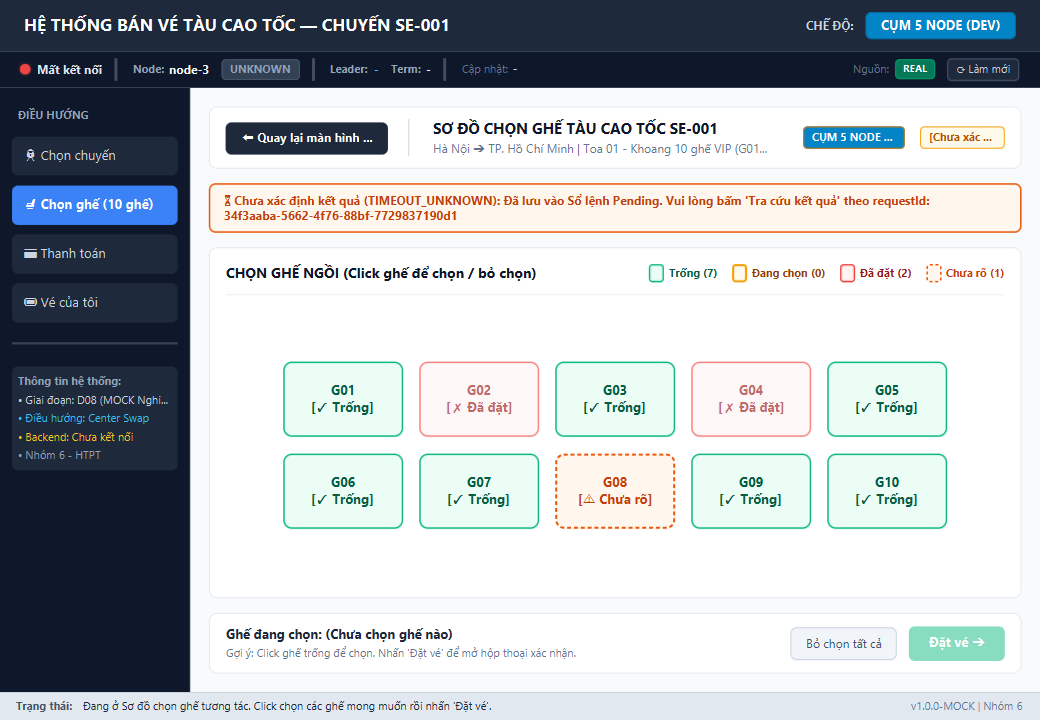 HỆ THỐNG BÁN VÉ TÀU CAO TỐC — CHUYẾN SE-001
CHẾ ĐỘ: CỤM 5 NODE (DEV)
Mất kết nối Node: node-3 UNKNOWN Leader: - Term: - Cập nhật: - Nguồn: REAL ⟳ Làm mới
ĐIỀU HƯỚNG
Chọn chuyến
Chọn ghế (10 ghế)
Thanh toán
Vé của tôi
Thông tin hệ thống:
• Giai đoạn: D08 (MOCK Nghi...
• Điều hướng: Center Swap
• Backend: Chưa kết nối
• Nhóm 6 - HTPT
⬅ Quay lại màn hình ...
SƠ ĐỒ CHỌN GHẾ TÀU CAO TỐC SE-001
Hà Nội ➔ TP. Hồ Chí Minh | Toa 01 - Khoang 10 ghế VIP (G01...
CỤM 5 NODE ...
[Chưa xác ...
⏳ Chưa xác định kết quả (TIMEOUT_UNKNOWN): Đã lưu vào Sổ lệnh Pending. Vui lòng bấm 'Tra cứu kết quả' theo requestId:
34f3aaba-5662-4f76-88bf-7729837190d1
CHỌN GHẾ NGỒI (Click ghế để chọn / bỏ chọn)
Trống (7) Đang chọn (0) Đã đặt (2) Chưa rõ (1)
G01
[✓ Trống]
G02
[✗ Đã đặt]
G03
[✓ Trống]
G04
[✗ Đã đặt]
G05
[✓ Trống]
G06
[✓ Trống]
G07
[✓ Trống]
G08
[⚠ Chưa rõ]
G09
[✓ Trống]
G10
[✓ Trống]
Ghế đang chọn: (Chưa chọn ghế nào)
Gợi ý: Click ghế trống để chọn. Nhấn 'Đặt vé' để mở hộp thoại xác nhận.
Bỏ chọn tất cả
Đặt vé →
Trạng thái: Đang ở Sơ đồ chọn ghế tương tác. Click chọn các ghế mong muốn rồi nhấn 'Đặt vé'.
v1.0.0-MOCK | Nhóm 6